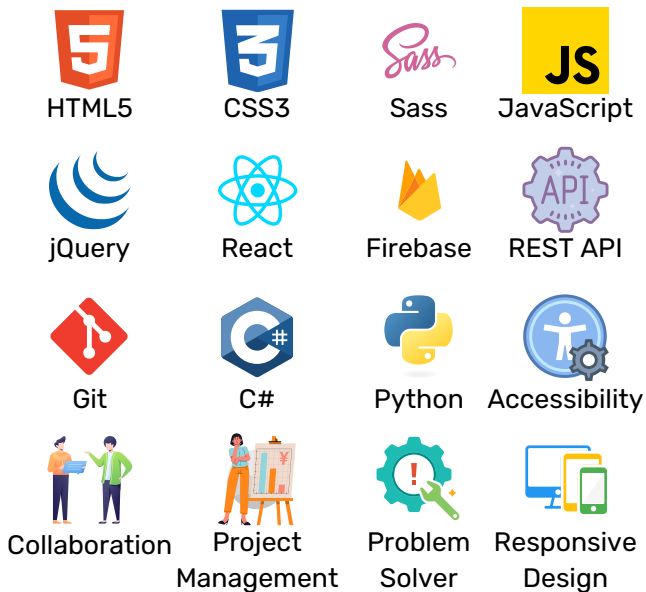 5
3
Sass
JS
HTML5
CSS3
Sass
JavaScript
API
jQuery
React
Firebase
REST API
C#
Git
C#
Python
Accessibility
¥
!
Collaboration
Project
Management
Problem
Solver
Responsive
Design